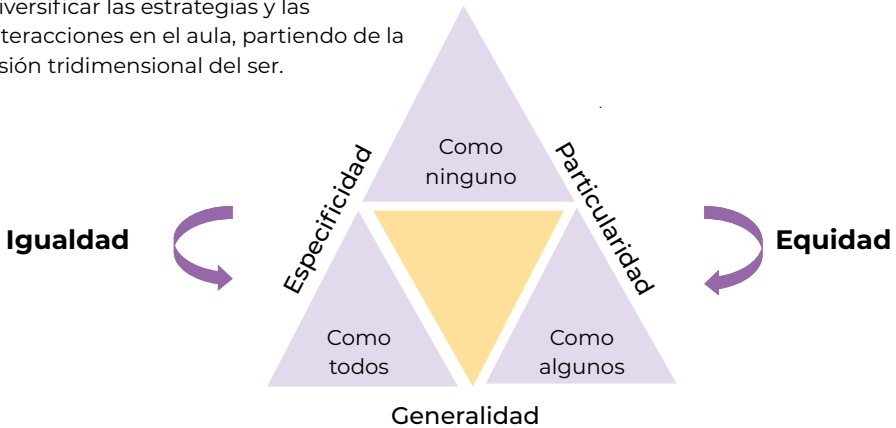 iversificar las estrategias y las
teracciones en el aula, partiendo de la
sión tridimensional del ser.
Como
ninguno
Especificidad
Particularidad
Igualdad
Equidad
Como
todos
Como
algunos
Generalidad